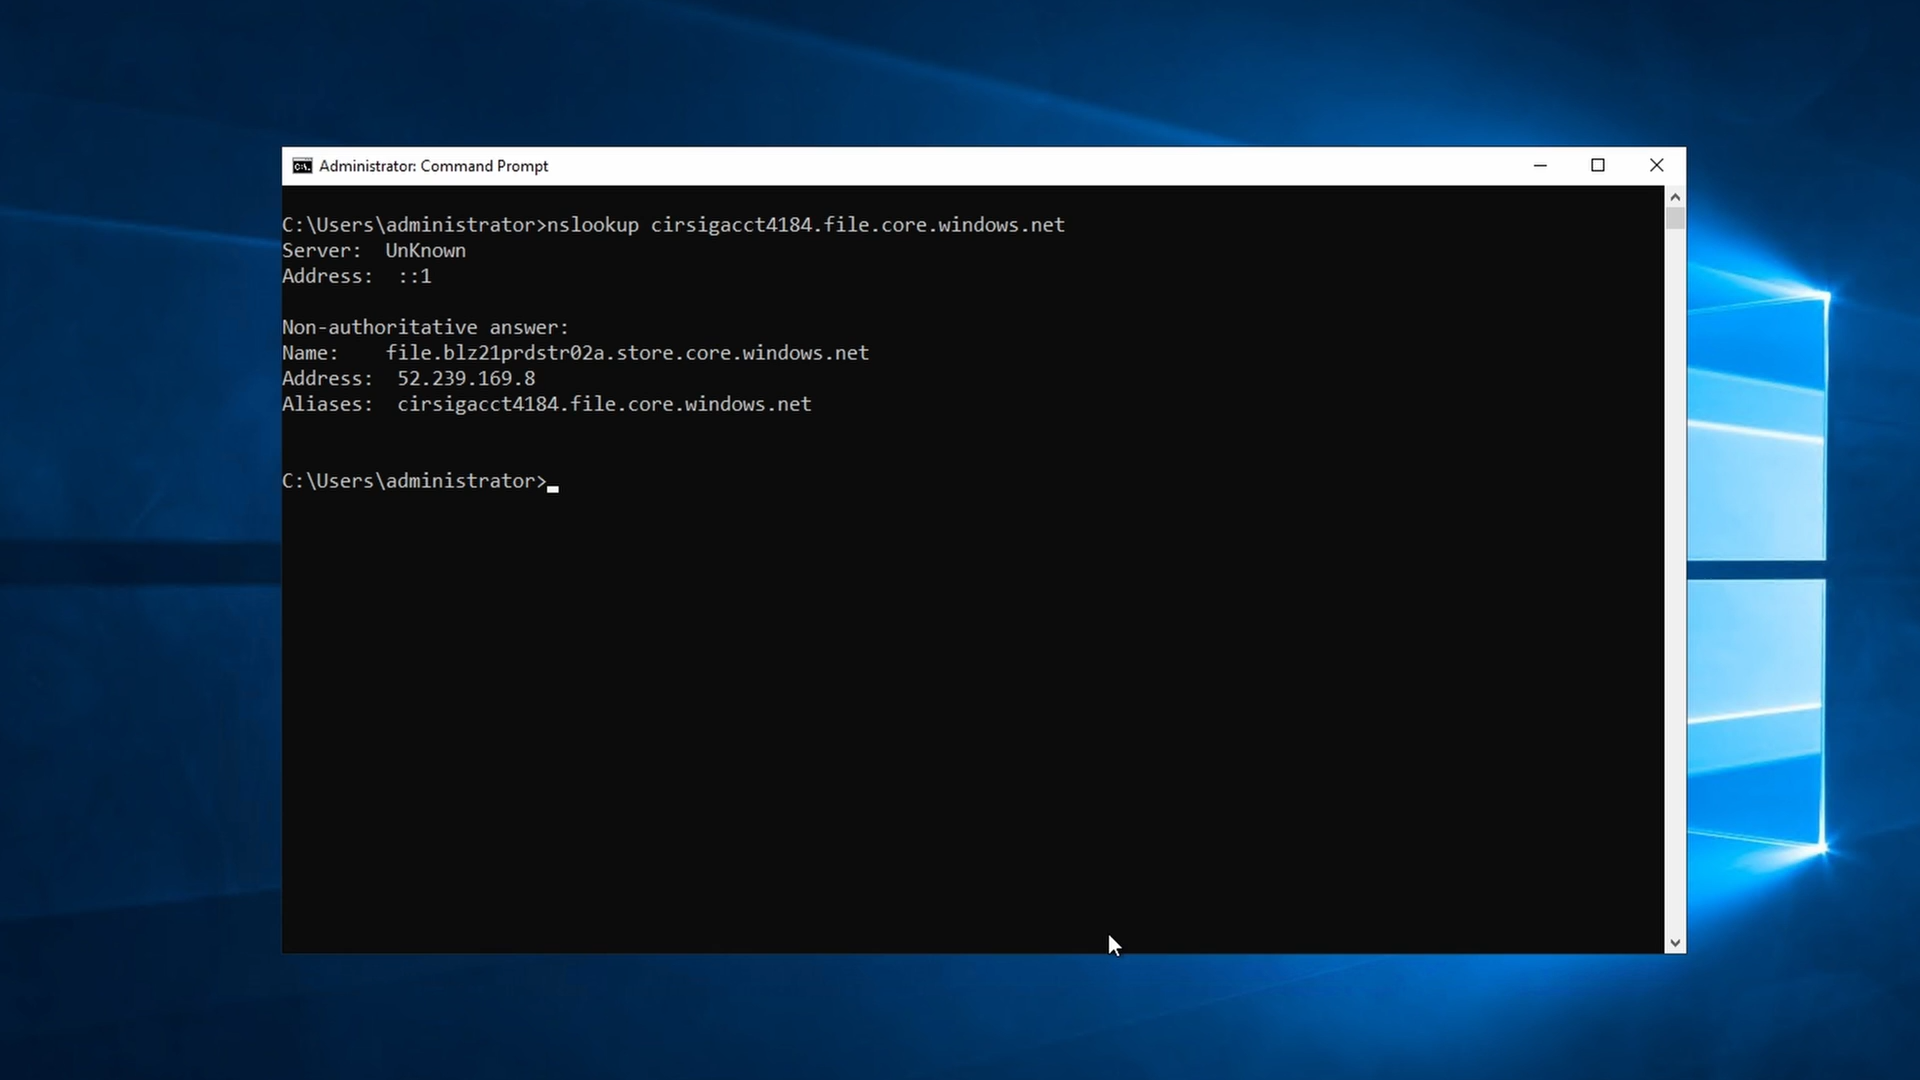 Administrator: Command Prompt
C:\Users\administrator>nslookup cirsigacct4184.file.core.windows.net
Server:  UnKnown
Address:  ::1
Non-authoritative answer:
Name:    file.blz21prdstr02a.store.core.windows.net
Address:  52.239.169.8
Aliases:  cirsigacct4184.file.core.windows.net
C:\Users\administrator>